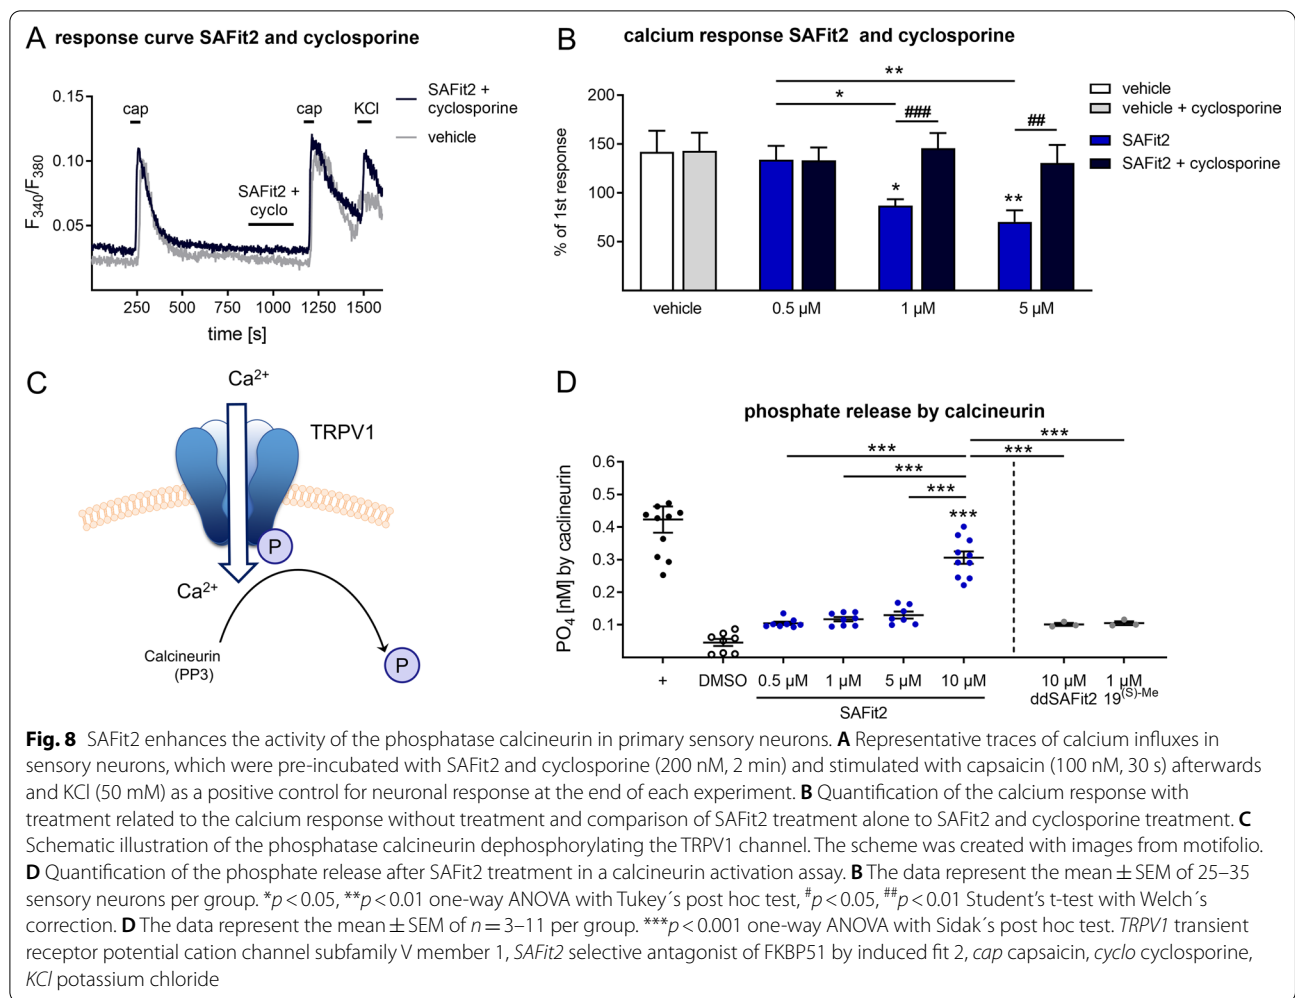 A response curve SAFit2 and cyclosporine
SAFit2 +
cyclosporine
vehicle
0.15
0.10
0.05
F340/F380
cap
cap
KCl
SAFit2 +
cyclo
250 500 750 1000 1250 1500
time [s]
B calcium response SAFit2 and cyclosporine
vehicle
vehicle + cyclosporine
SAFit2
SAFit2 + cyclosporine
200
150
100
50
% of 1st response
**
*
###
##
*
**
vehicle 0.5 µM 1 µM 5 µM
C
Ca2+
TRPV1
P
Ca2+
Calcineurin
(PP3)
P
D
phosphate release by calcineurin
***
*** ***
***
***
***
0.6
0.5
0.4
0.3
0.2
0.1
PO4 [nM] by caclineurin
+ DMSO 0.5 µM 1 µM 5 µM 10 µM 10 µM 1 µM
ddSAFit2 19(S)-Me
SAFit2
Fig. 8 SAFit2 enhances the activity of the phosphatase calcineurin in primary sensory neurons. A Representative traces of calcium influxes in
sensory neurons, which were pre-incubated with SAFit2 and cyclosporine (200 nM, 2 min) and stimulated with capsaicin (100 nM, 30 s) afterwards
and KCl (50 mM) as a positive control for neuronal response at the end of each experiment. B Quantification of the calcium response with
treatment related to the calcium response without treatment and comparison of SAFit2 treatment alone to SAFit2 and cyclosporine treatment. C
Schematic illustration of the phosphatase calcineurin dephosphorylating the TRPV1 channel. The scheme was created with images from motifolio.
D Quantification of the phosphate release after SAFit2 treatment in a calcineurin activation assay. B The data represent the mean ± SEM of 25–35
sensory neurons per group. *p < 0.05, **p < 0.01 one-way ANOVA with Tukey´s post hoc test, #p < 0.05, ##p < 0.01 Student's t-test with Welch´s
correction. D The data represent the mean ± SEM of n = 3–11 per group. ***p < 0.001 one-way ANOVA with Sidak´s post hoc test. TRPV1 transient
receptor potential cation channel subfamily V member 1, SAFit2 selective antagonist of FKBP51 by induced fit 2, cap capsaicin, cyclo cyclosporine,
KCl potassium chloride